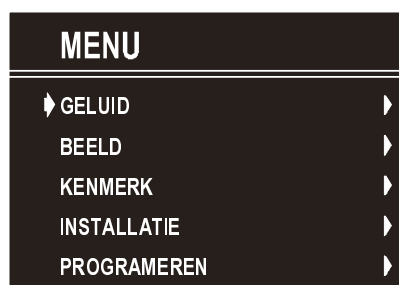 MENU
GELUID
BEELD
KENMERK
INSTALLATIE
PROGRAMEREN